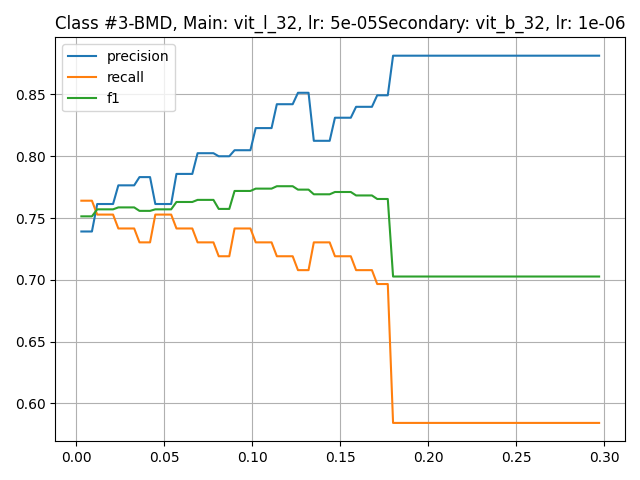 Class #3-BMD, Main: vit_l_32, lr: 5e-05Secondary: vit_b_32, lr: 1e-06
precision
recall
f1
0.85
0.80
0.75
0.70
0.65
0.60
0.00 0.05 0.10 0.15 0.20 0.25 0.30